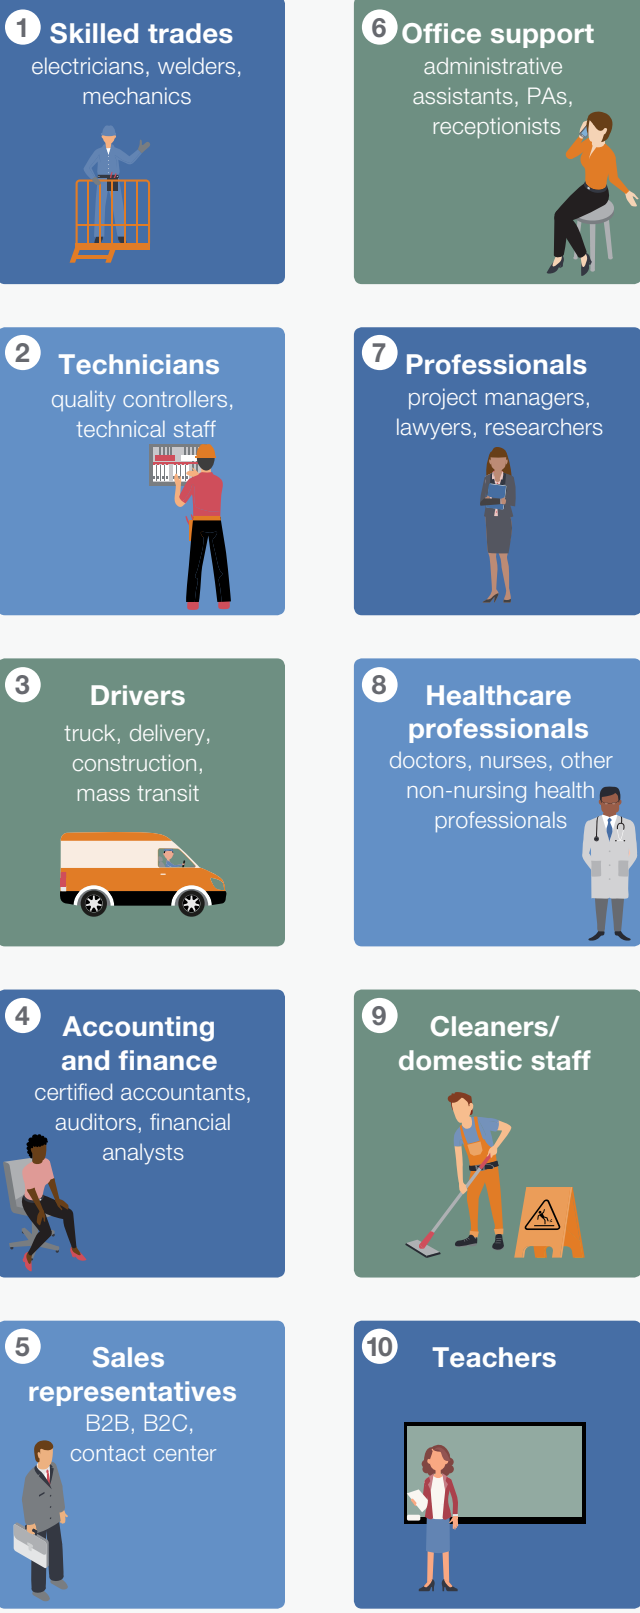 1
Skilled trades
electricians, welders,
mechanics
2
Technicians
quality controllers,
technical staff
3
Drivers
truck, delivery,
construction,
mass transit
4
Accounting
and finance
certified accountants,
auditors, financial
analysts
5
Sales
representatives
B2B, B2C,
contact center
6
Office support
administrative
assistants, PAs,
receptionists
7
Professionals
project managers,
lawyers, researchers
8
Healthcare
professionals
doctors, nurses, other
non-nursing health
professionals
9
Cleaners/
domestic staff
10
Teachers